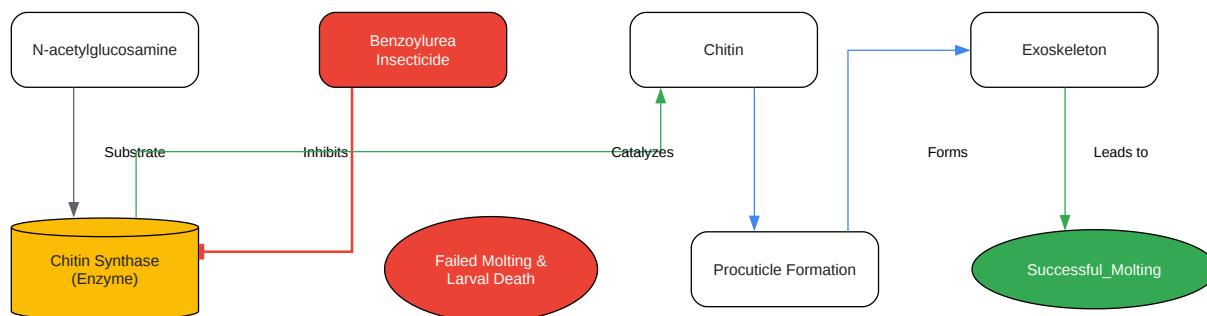 N-acetylglucosamine
Benzoylurea
Insecticide
Chitin
Exoskeleton
Substrate
Inhibits
Catalyzes
Forms
Leads to
Chitin Synthase
(Enzyme)
Failed Molting &
Larval Death
Procuticle Formation
Successful_Molting